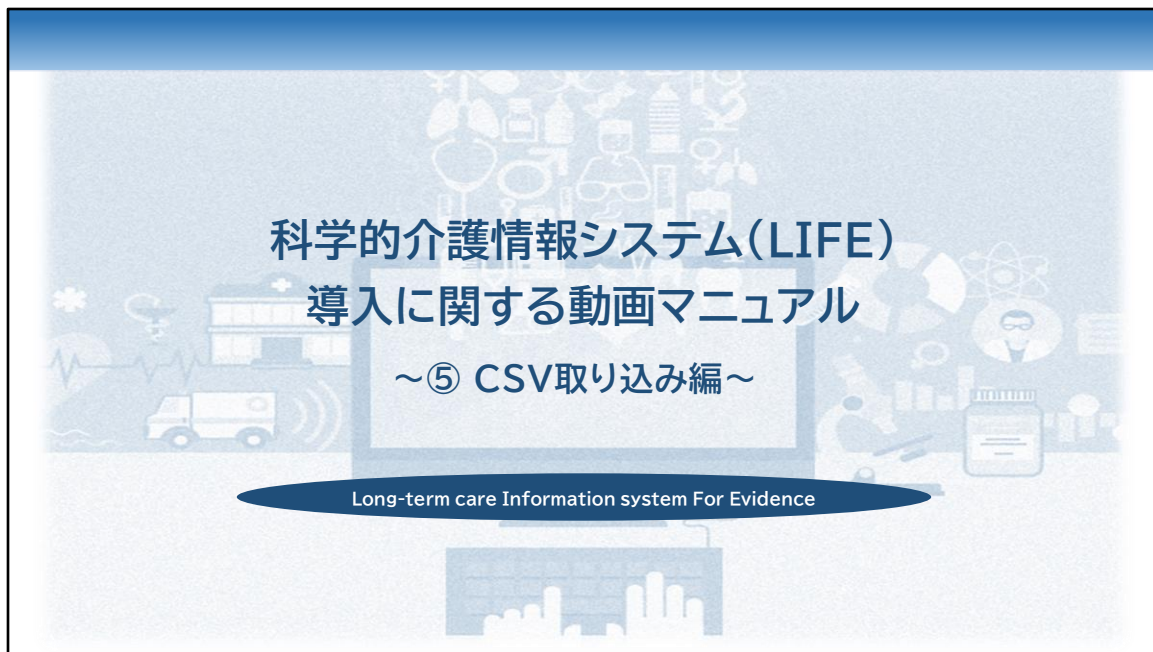 科学的介護情報システム(LIFE)
導入に関する動画マニュアル
~⑤ CSV取り込み編~
Long-term care Information system For Evidence